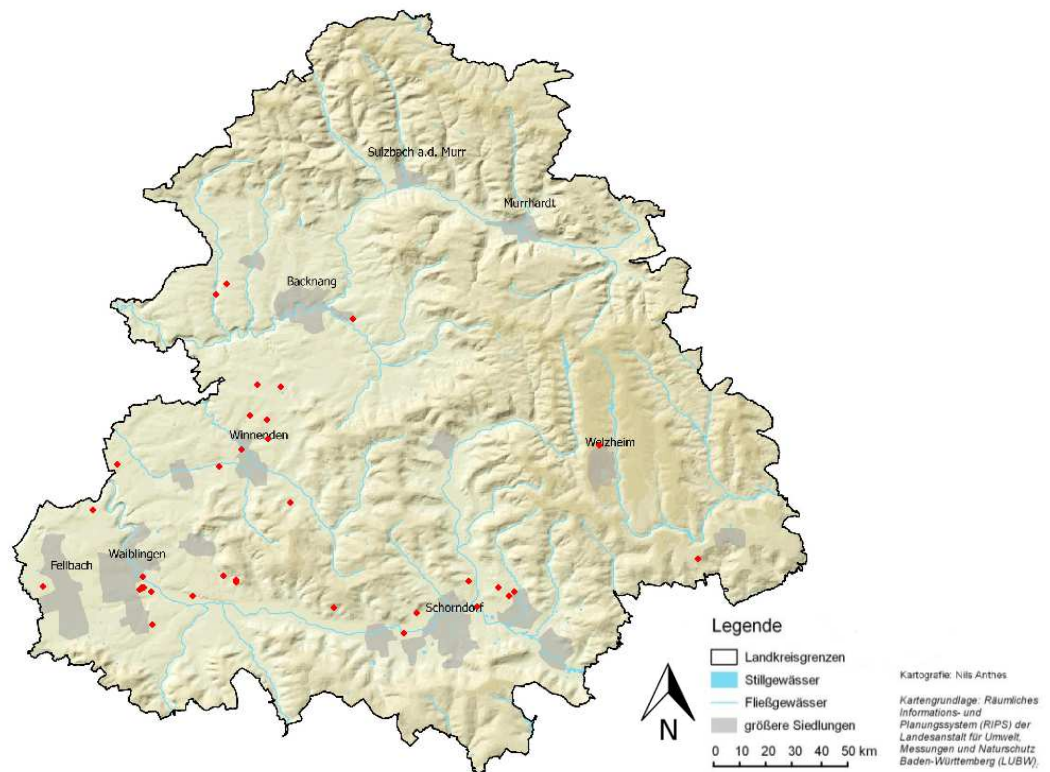 Sulzbach a.d. Murr
Murrhardt
Backnang
Winnenden
Welzheim
Waiblingen
Fellbach
Schorndorf
Legende
Landkreisgrenzen
Stillgewässer
Fließgewässer
größere Siedlungen
0 10 20 30 40 50 km
N
Kartografie: Nils Anthes
Kartengrundlage: Räumliches
Informations- und
Planungssystem (RIPS) der
Landesanstalt für Umwelt,
Messungen und Naturschutz
Baden-Württemberg (LUBW).